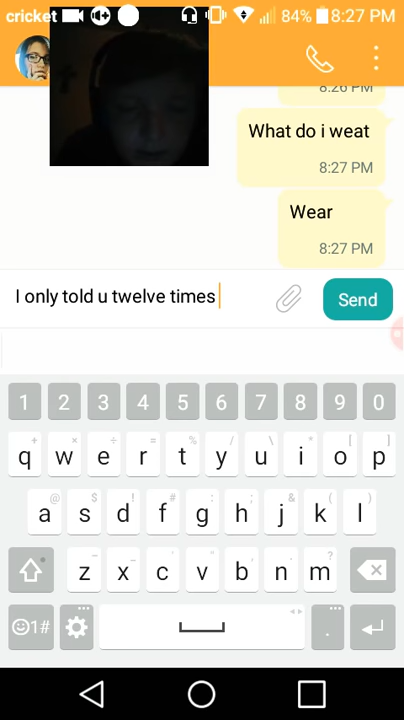 cricket 84% 8:27 PM
8:26 PM
What do i weat
8:27 PM
Wear
8:27 PM
I only told u twelve times
Send
1 2 3 4 5 6 7 8 9 0
+ × ÷ = % / \ * [ ]
q w e r t y u i o p
@ $ ! # : ; & ( )
a s d f g h j k l
- ' " , ?
z x c v b n m
1# .